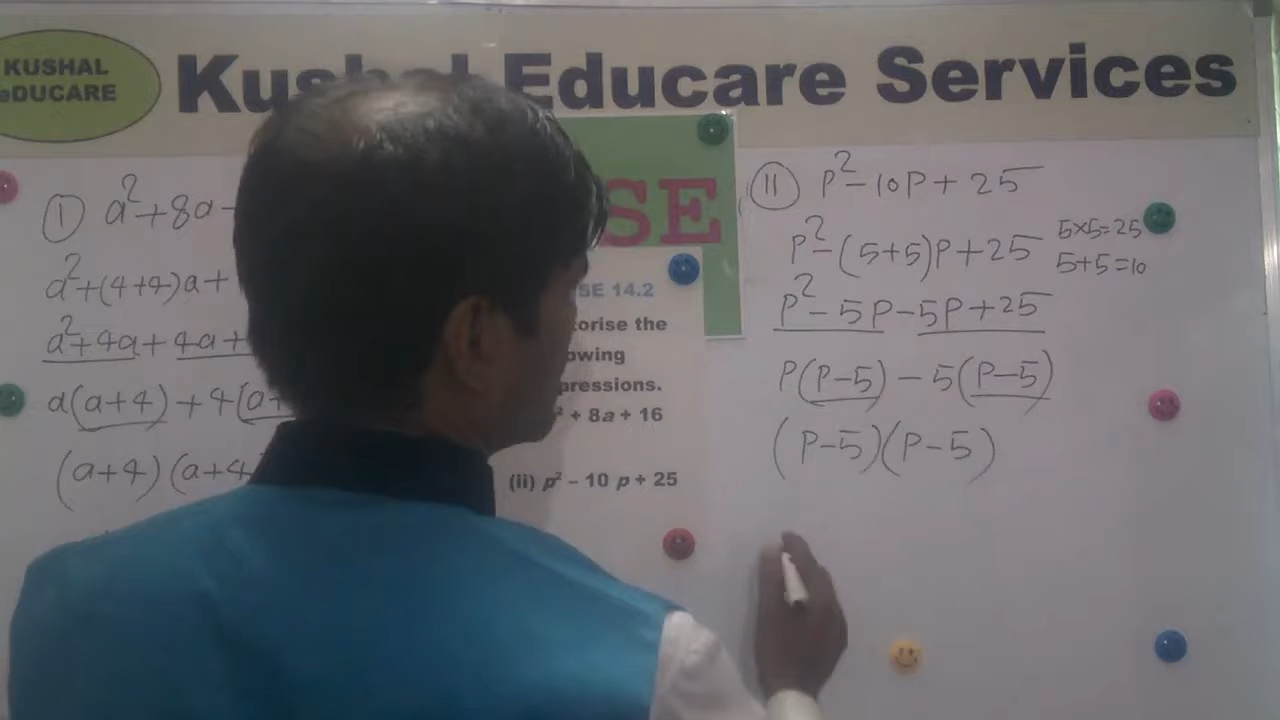 KUSHAL
eDUCARE
Kushal Educare Services
① a²+8a-
a²+(4+4)a+
a²+4a+4a+
a(a+4)+4(a+
(a+4)(a+4
SE
SE 14.2
torise the
owing
pressions.
² + 8a + 16
(ii) p² – 10 p + 25
⑪ P²-10P+25
P²-(5+5)P+25
5×5=25
5+5=10
P²-5P-5P+25
P(P-5)-5(P-5)
(P-5)(P-5)